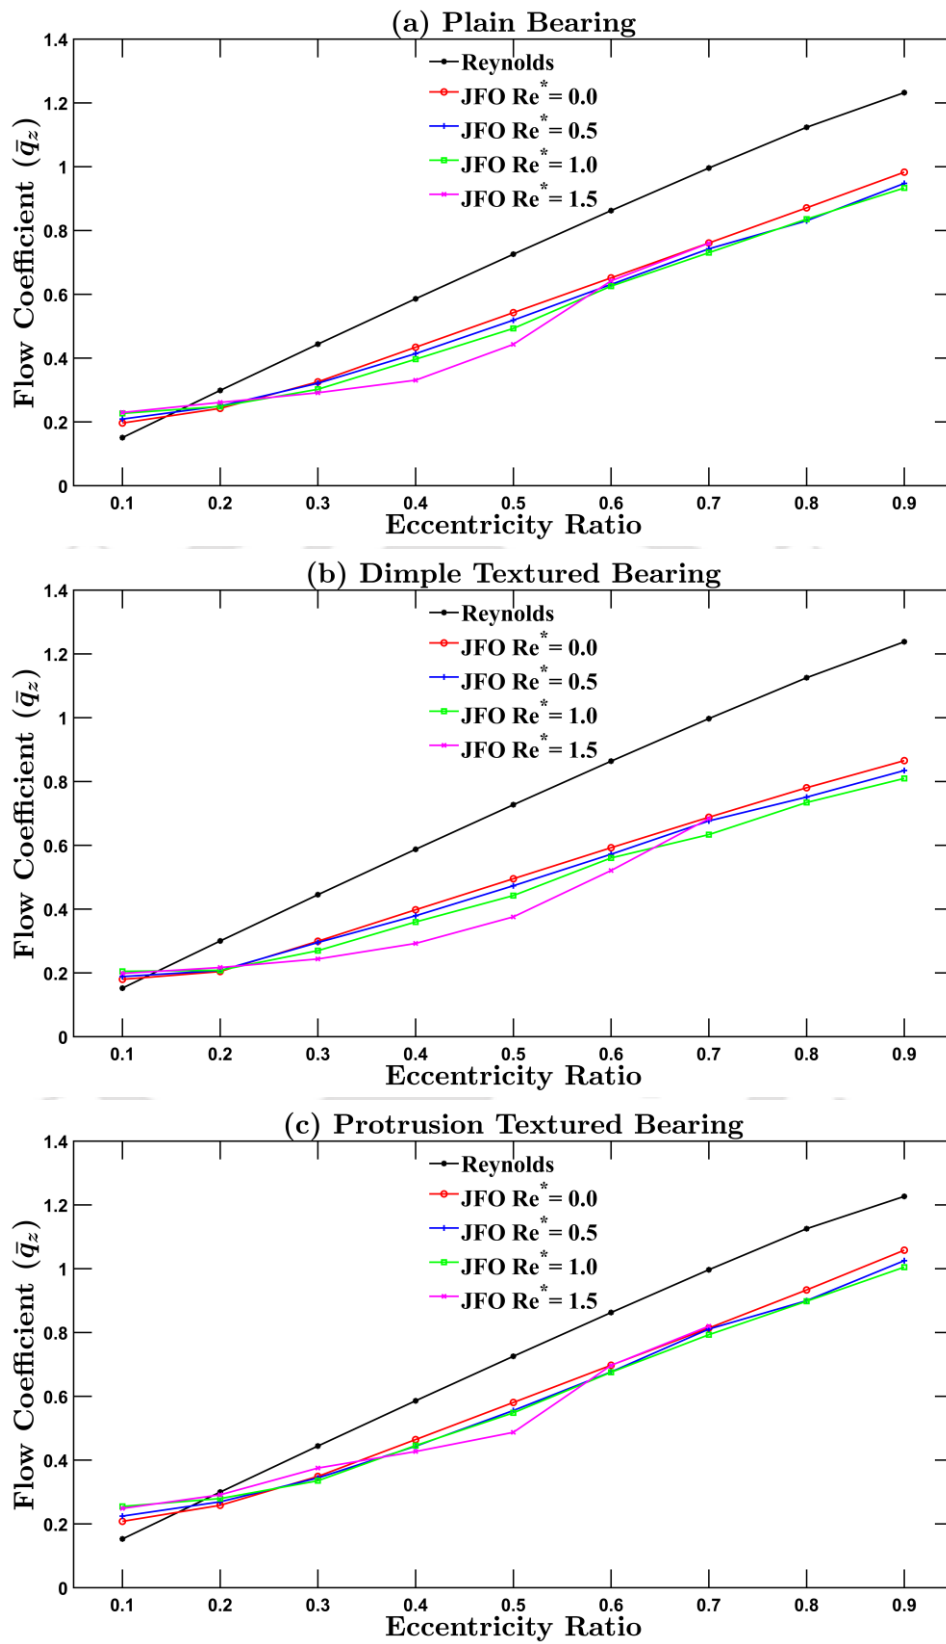 (a) Plain Bearing
Flow Coefficient (q̄z)
1.4
1.2
1
0.8
0.6
0.4
0.2
0
Reynolds
JFO Re* = 0.0
JFO Re* = 0.5
JFO Re* = 1.0
JFO Re* = 1.5
0.1 0.2 0.3 0.4 0.5 0.6 0.7 0.8 0.9
Eccentricity Ratio
(b) Dimple Textured Bearing
Flow Coefficient (q̄z)
1.4
1.2
1
0.8
0.6
0.4
0.2
0
Reynolds
JFO Re* = 0.0
JFO Re* = 0.5
JFO Re* = 1.0
JFO Re* = 1.5
0.1 0.2 0.3 0.4 0.5 0.6 0.7 0.8 0.9
Eccentricity Ratio
(c) Protrusion Textured Bearing
Flow Coefficient (q̄z)
1.4
1.2
1
0.8
0.6
0.4
0.2
0
Reynolds
JFO Re* = 0.0
JFO Re* = 0.5
JFO Re* = 1.0
JFO Re* = 1.5
0.1 0.2 0.3 0.4 0.5 0.6 0.7 0.8 0.9
Eccentricity Ratio